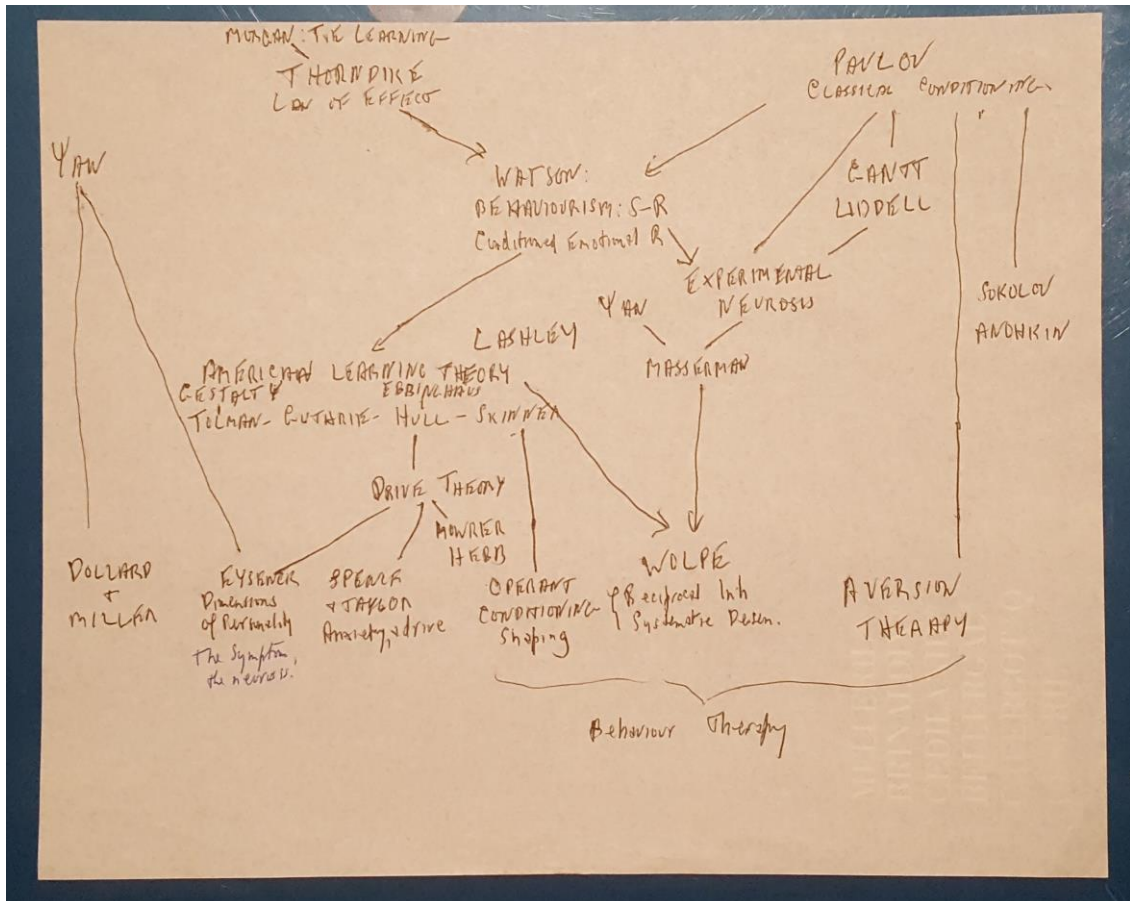 MORGAN: T+E LEARNING
THORNDIKE
LAW OF EFFECT
PAVLOV
CLASSICAL CONDITIONING
ΨAN
WATSON:
BEHAVIOURISM: S-R
Conditioned Emotional R
GANTT
LIDDELL
EXPERIMENTAL
NEUROSIS
ΨAN
MASSERMAN
SOKOLOV
ANOHKIN
LASHLEY
AMERICAN LEARNING THEORY
GESTALT Ψ EBBINGHAUS
TOLMAN - GUTHRIE - HULL - SKINNER
DRIVE THEORY
MOWRER
HEBB
DOLLARD
+
MILLER
EYSENCK
Dimensions
of Personality
The Symptom,
the neurosis.
SPENCE
+ TAYLOR
Anxiety, a drive
OPERANT
CONDITIONING
Shaping
WOLPE
{ Reciprocal Inh
Systematic Desen.
AVERSION
THERAPY
Behaviour Therapy